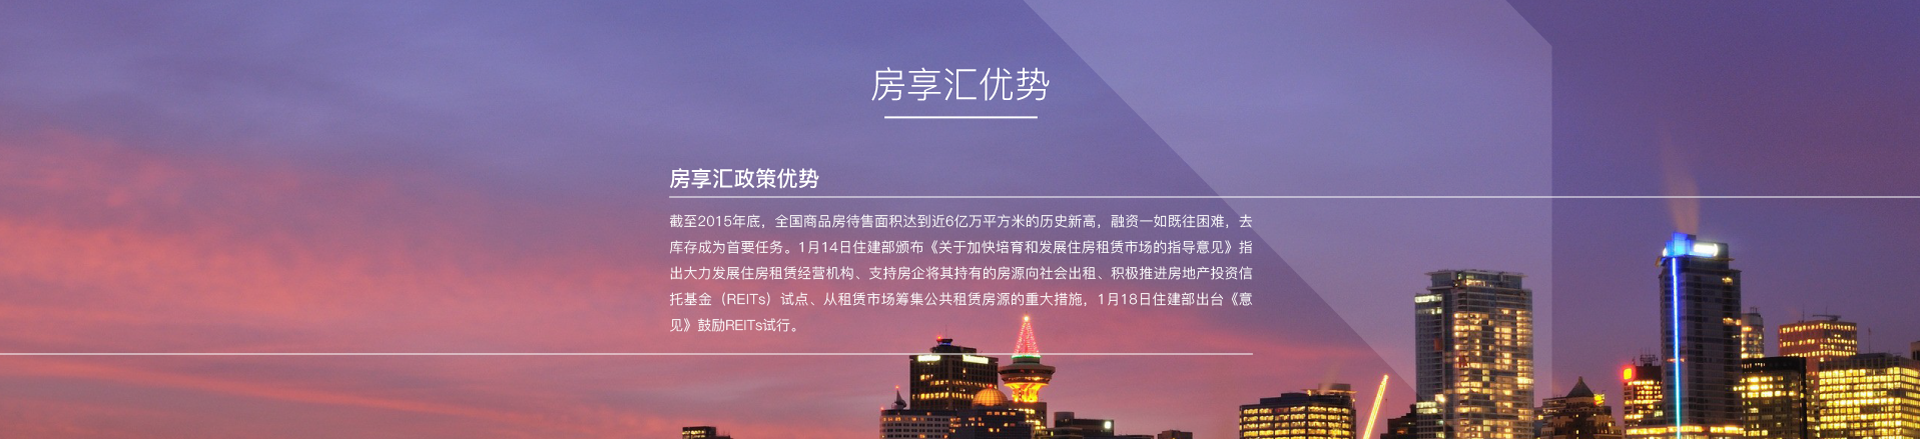 房享汇优势
房享汇政策优势
截至2015年底，全国商品房待售面积达到近6亿万平方米的历史新高，融资一如既往困难，去
库存成为首要任务。1月14日住建部颁布《关于加快培育和发展住房租赁市场的指导意见》指
出大力发展住房租赁经营机构、支持房企将其持有的房源向社会出租、积极推进房地产投资信
托基金（REITs）试点、从租赁市场筹集公共租赁房源的重大措施，1月18日住建部出台《意
见》鼓励REITs试行。